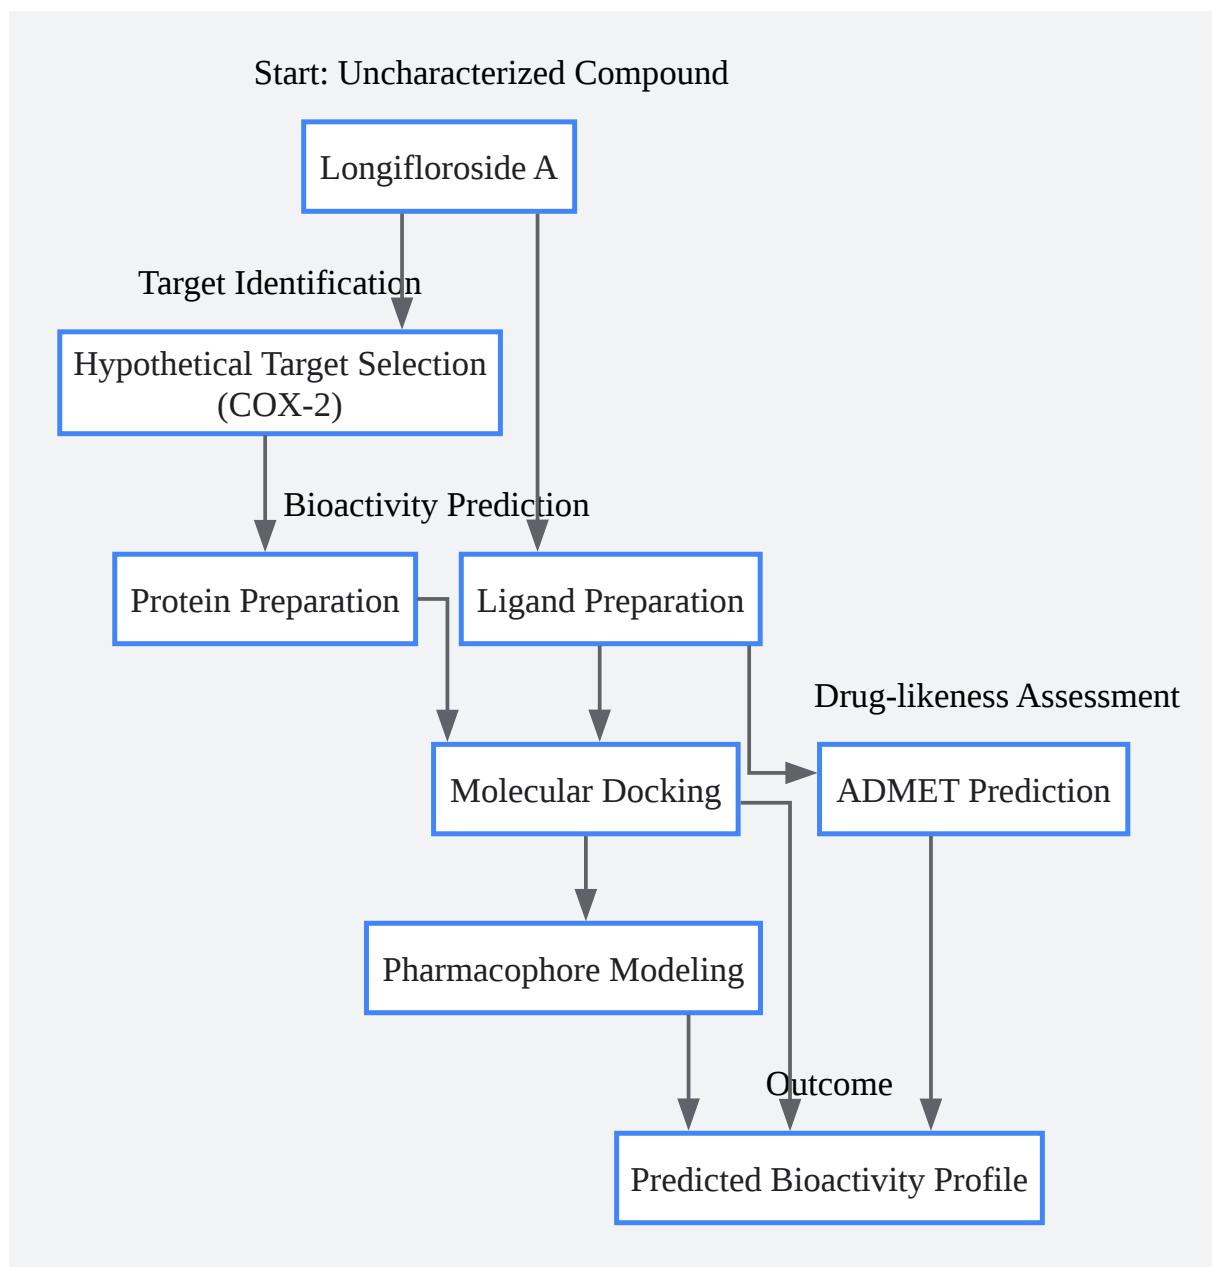 Start: Uncharacterized Compound
Longifloroside A
Target Identification
Hypothetical Target Selection
(COX-2)
Bioactivity Prediction
Protein Preparation
Ligand Preparation
Drug-likeness Assessment
Molecular Docking
ADMET Prediction
Pharmacophore Modeling
Outcome
Predicted Bioactivity Profile